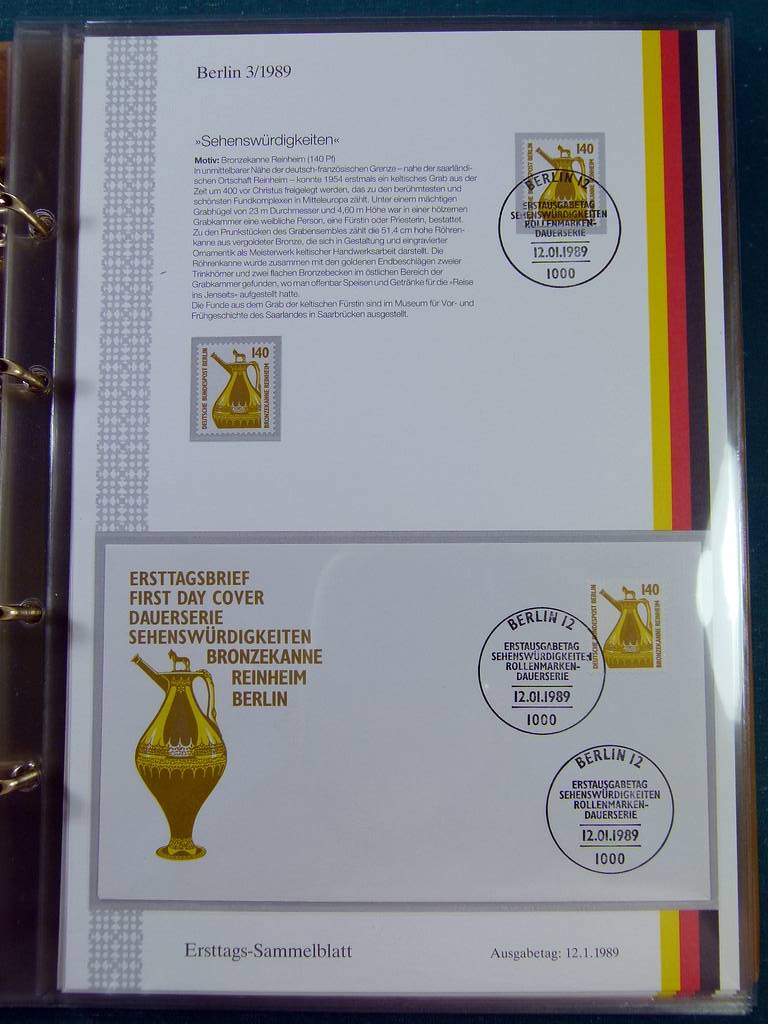 Berlin 3/1989
»Sehenswürdigkeiten«
Motiv: Bronzekanne Reinheim (140 Pf)
In unmittelbarer Nähe der deutsch-französischen Grenze – nahe der saarländi-
schen Ortschaft Reinheim – konnte 1954 erstmals ein keltisches Grab aus der
Zeit um 400 vor Christus freigelegt werden, das zu den berühmtesten und
schönsten Fundkomplexen in Mitteleuropa zählt. Unter einem mächtigen
Grabhügel von 23 m Durchmesser und 4,60 m Höhe war in einer hölzernen
Grabkammer eine weibliche Person, eine Fürstin oder Priesterin, bestattet.
Zu den Prunkstücken des Grabensembles zählt die 51,4 cm hohe Röhren-
kanne aus vergoldeter Bronze, die sich in Gestaltung und eingravierter
Ornamentik als Meisterwerk keltischer Handwerksarbeit darstellt. Die
Röhrenkanne wurde zusammen mit den goldenen Endbeschlägen zweier
Trinkhörner und zwei flachen Bronzebecken im östlichen Bereich der
Grabkammer gefunden, wo man offenbar Speisen und Getränke für die »Reise
ins Jenseits« aufgestellt hatte.
Die Funde aus dem Grab der keltischen Fürstin sind im Museum für Vor- und
Frühgeschichte des Saarlandes in Saarbrücken ausgestellt.
140
BERLIN 12
ERSTAUSGABETAG
SEHENSWÜRDIGKEITEN
ROLLENMARKEN-
DAUERSERIE
12.01.1989
1000
140
DEUTSCHE BUNDESPOST BERLIN
BRONZEKANNE REINHEIM
ERSTTAGSBRIEF
FIRST DAY COVER
DAUERSERIE
SEHENSWÜRDIGKEITEN
BRONZEKANNE
REINHEIM
BERLIN
140
DEUTSCHE BUNDESPOST BERLIN
BRONZEKANNE REINHEIM
BERLIN 12
ERSTAUSGABETAG
SEHENSWÜRDIGKEITEN
ROLLENMARKEN-
DAUERSERIE
12.01.1989
1000
BERLIN 12
ERSTAUSGABETAG
SEHENSWÜRDIGKEITEN
ROLLENMARKEN-
DAUERSERIE
12.01.1989
1000
Ersttags-Sammelblatt
Ausgabetag: 12.1.1989